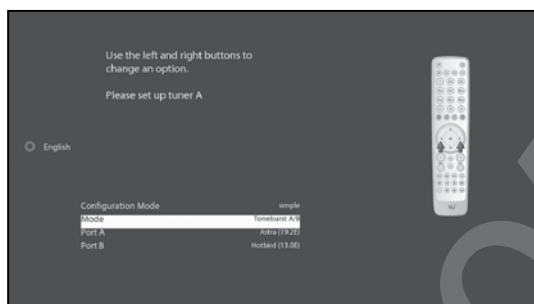 Use the left and right buttons to
change an option.
Please set up tuner A
English
Configuration Mode simple
Mode Toneburst A/B
Port A Astra (19.2E)
Port B Hotbird (13.0E)